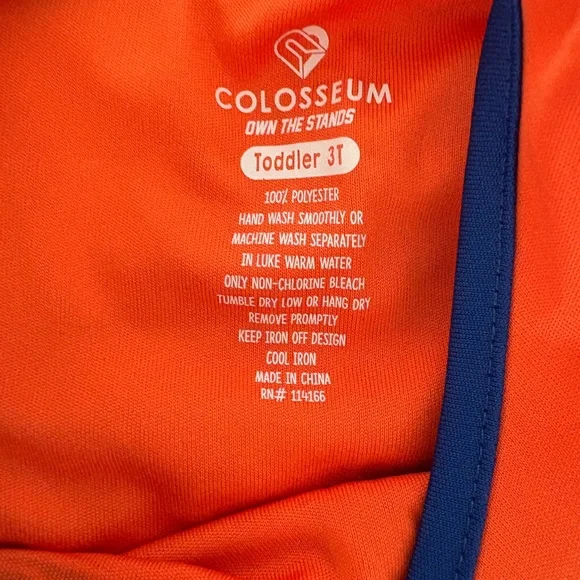 COLOSSEUM
OWN THE STANDS
Toddler 3T
100% POLYESTER
HAND WASH SMOOTHLY OR
MACHINE WASH SEPARATELY
IN LUKE WARM WATER
ONLY NON-CHLORINE BLEACH
TUMBLE DRY LOW OR HANG DRY
REMOVE PROMPTLY
KEEP IRON OFF DESIGN
COOL IRON
MADE IN CHINA
RN# 114166